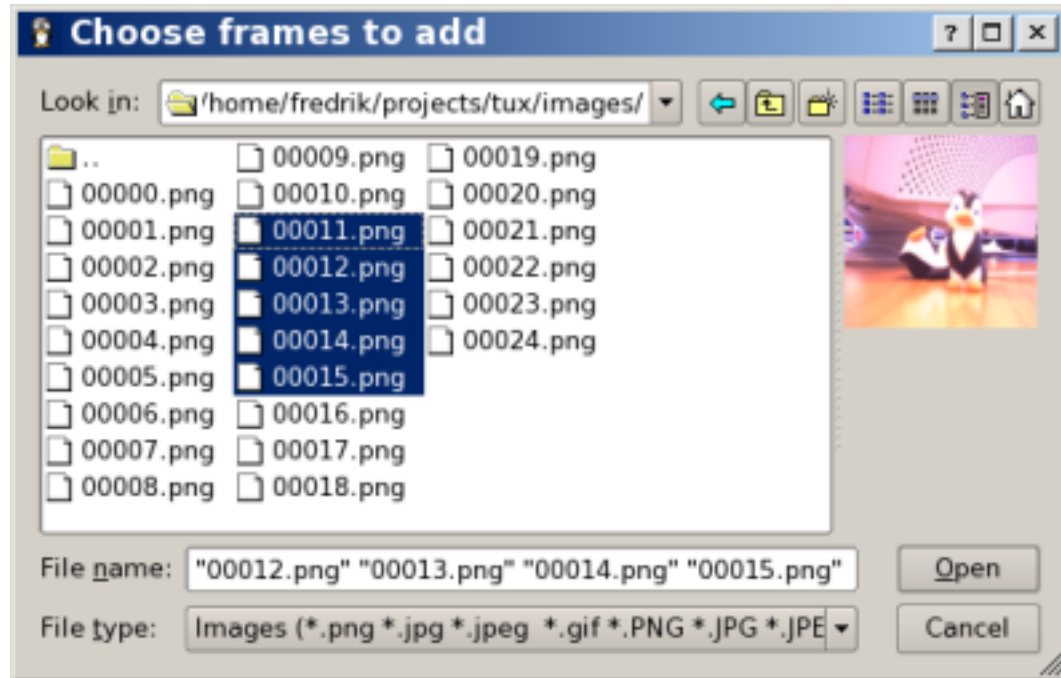 Choose frames to add
Look in: /home/fredrik/projects/tux/images/
.. 00009.png 00019.png
00000.png 00010.png 00020.png
00001.png 00011.png 00021.png
00002.png 00012.png 00022.png
00003.png 00013.png 00023.png
00004.png 00014.png 00024.png
00005.png 00015.png
00006.png 00016.png
00007.png 00017.png
00008.png 00018.png
File name: "00012.png" "00013.png" "00014.png" "00015.png" Open
File type: Images (*.png *.jpg *.jpeg *.gif *.PNG *.JPG *.JPE Cancel